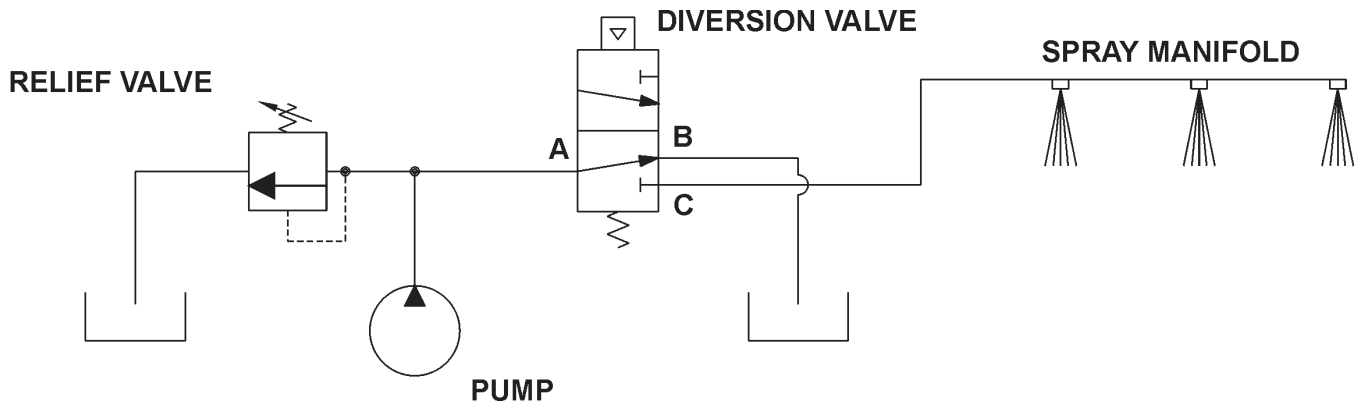 DIVERSION VALVE
SPRAY MANIFOLD
RELIEF VALVE
A
B
C
PUMP